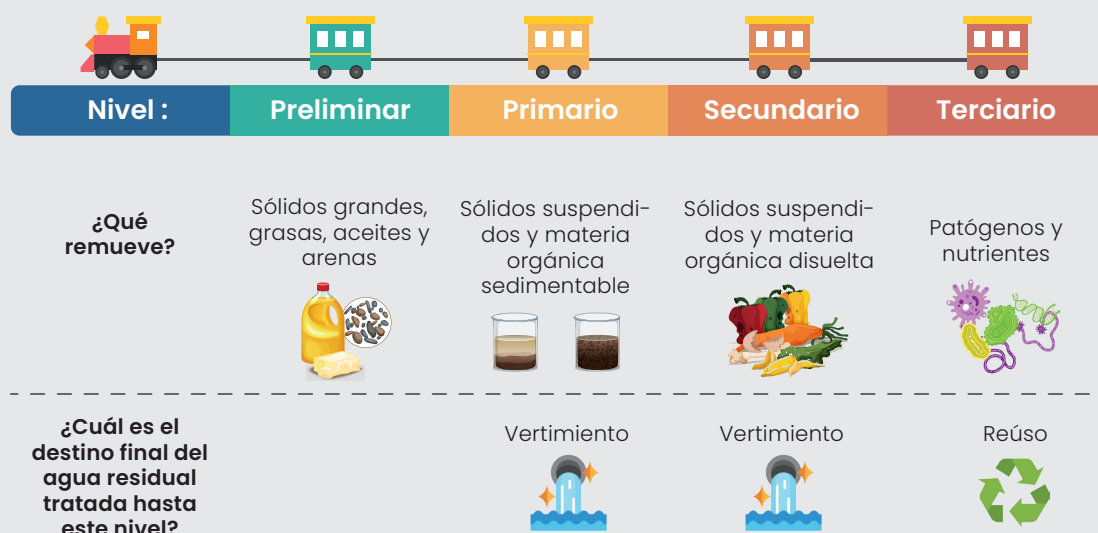 Nivel :
Preliminar
Primario
Secundario
Terciario
¿Qué
remueve?
Sólidos grandes,
grasas, aceites y
arenas
Sólidos suspendi-
dos y materia
orgánica
sedimentable
Sólidos suspendi-
dos y materia
orgánica disuelta
Patógenos y
nutrientes
¿Cuál es el
destino final del
agua residual
tratada hasta
este nivel?
Vertimiento
Vertimiento
Reúso